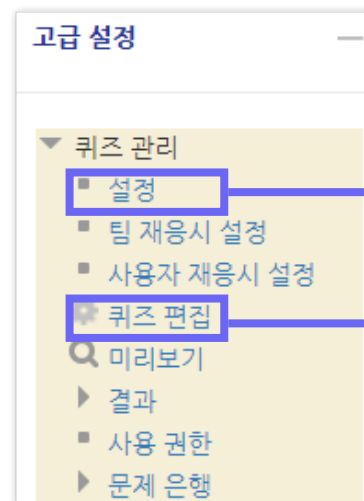 고급 설정
퀴즈 관리
설정
팀 재응시 설정
사용자 재응시 설정
퀴즈 편집
미리보기
결과
사용 권한
문제 은행